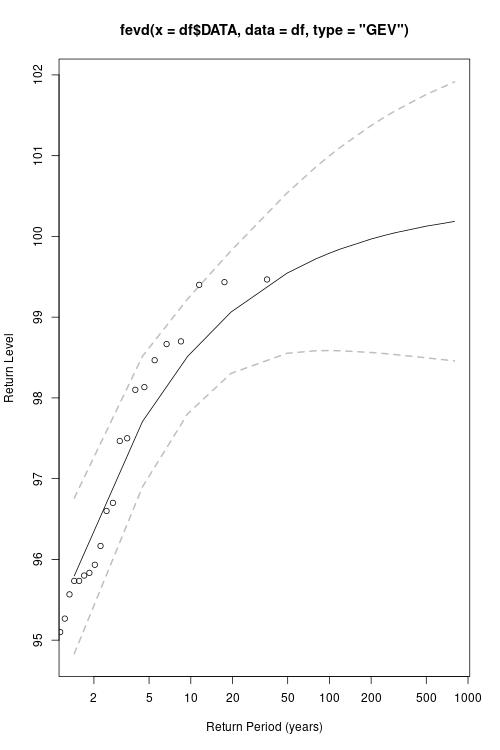 fevd(x = df$DATA, data = df, type = "GEV")
102
101
100
99
98
97
96
95
Return Level
2 5 10 20 50 100 200 500 1000
Return Period (years)